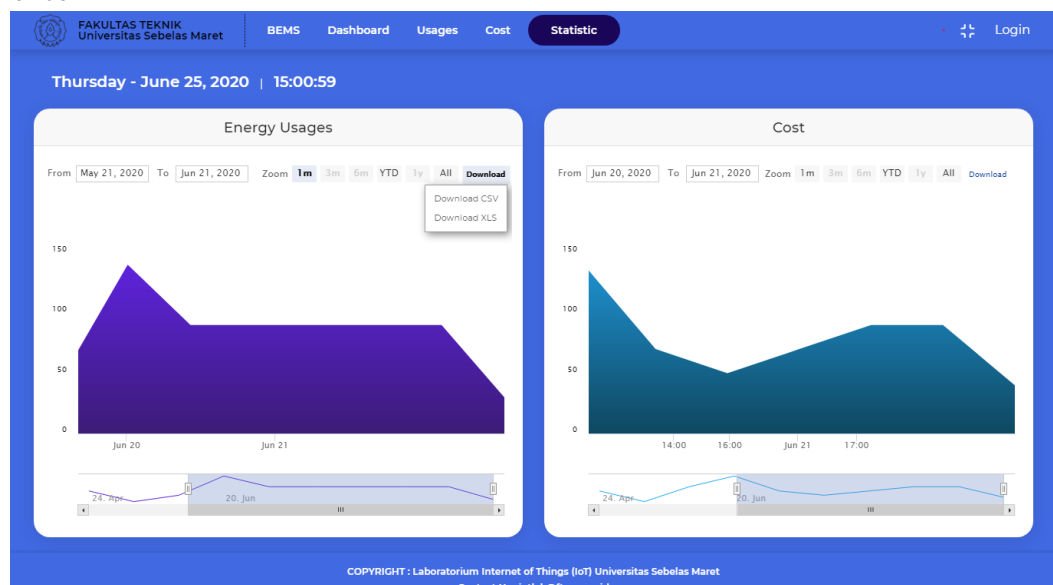 FAKULTAS TEKNIK
Universitas Sebelas Maret
BEMS Dashboard Usages Cost Statistic Login
Thursday - June 25, 2020 | 15:00:59
Energy Usages
From May 21, 2020 To Jun 21, 2020 Zoom 1m 3m 6m YTD 1y All Download
Download CSV
Download XLS
150
100
50
0
Jun 20 Jun 21
24. Apr 20. Jun
Cost
From Jun 20, 2020 To Jun 21, 2020 Zoom 1m 3m 6m YTD 1y All Download
150
100
50
0
14:00 16:00 Jun 21 17:00
24. Apr 20. Jun
COPYRIGHT : Laboratorium Internet of Things (IoT) Universitas Sebelas Maret